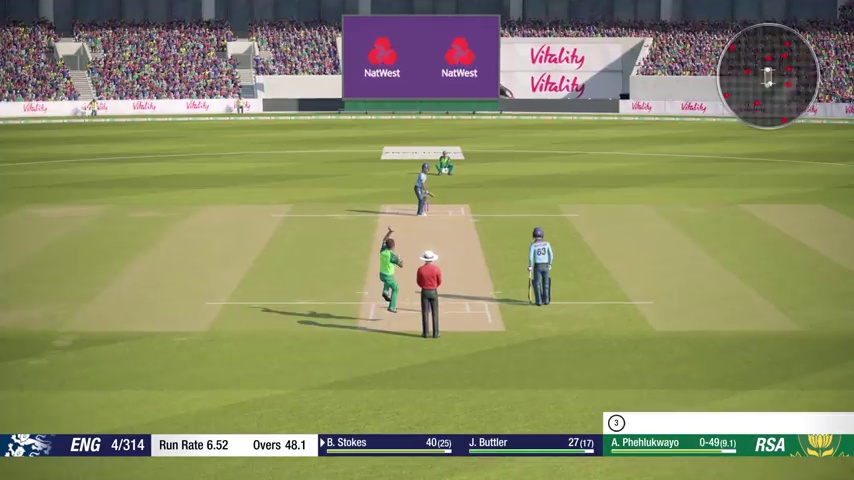 NatWest NatWest
Vitality
Vitality
Vitality Vitality Vitality Vitality Vitality
63
3
ENG 4/314 Run Rate 6.52 Overs 48.1 B. Stokes 40(25) J. Buttler 27(17) A. Phehlukwayo 0-49(9.1) RSA